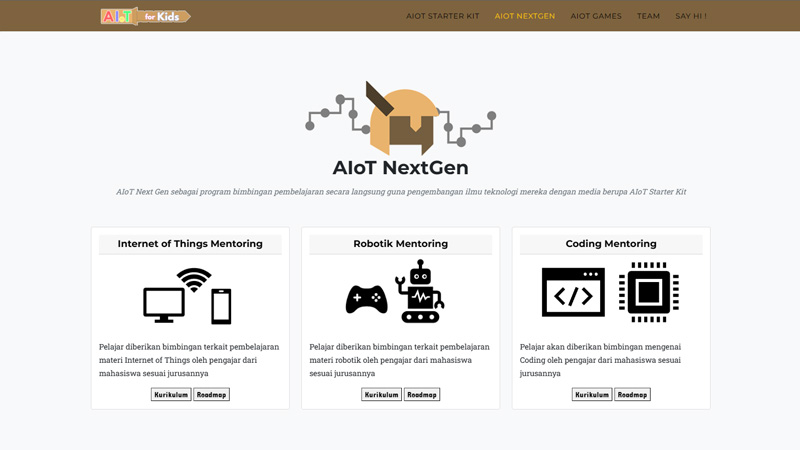 AIoT for Kids
AIOT STARTER KIT AIOT NEXTGEN AIOT GAMES TEAM SAY HI !
AIoT NextGen
AIoT Next Gen sebagai program bimbingan pembelajaran secara langsung guna pengembangan ilmu teknologi mereka dengan media berupa AIoT Starter Kit
Internet of Things Mentoring
Pelajar diberikan bimbingan terkait pembelajaran
materi Internet of Things oleh pengajar dari
mahasiswa sesuai jurusannya
Kurikulum Roadmap
Robotik Mentoring
Pelajar diberikan bimbingan terkait pembelajaran
materi robotik oleh pengajar dari mahasiswa
sesuai jurusannya
Kurikulum Roadmap
Coding Mentoring
</>
Pelajar akan diberikan bimbingan mengenai
Coding oleh pengajar dari mahasiswa sesuai
jurusannya
Kurikulum Roadmap